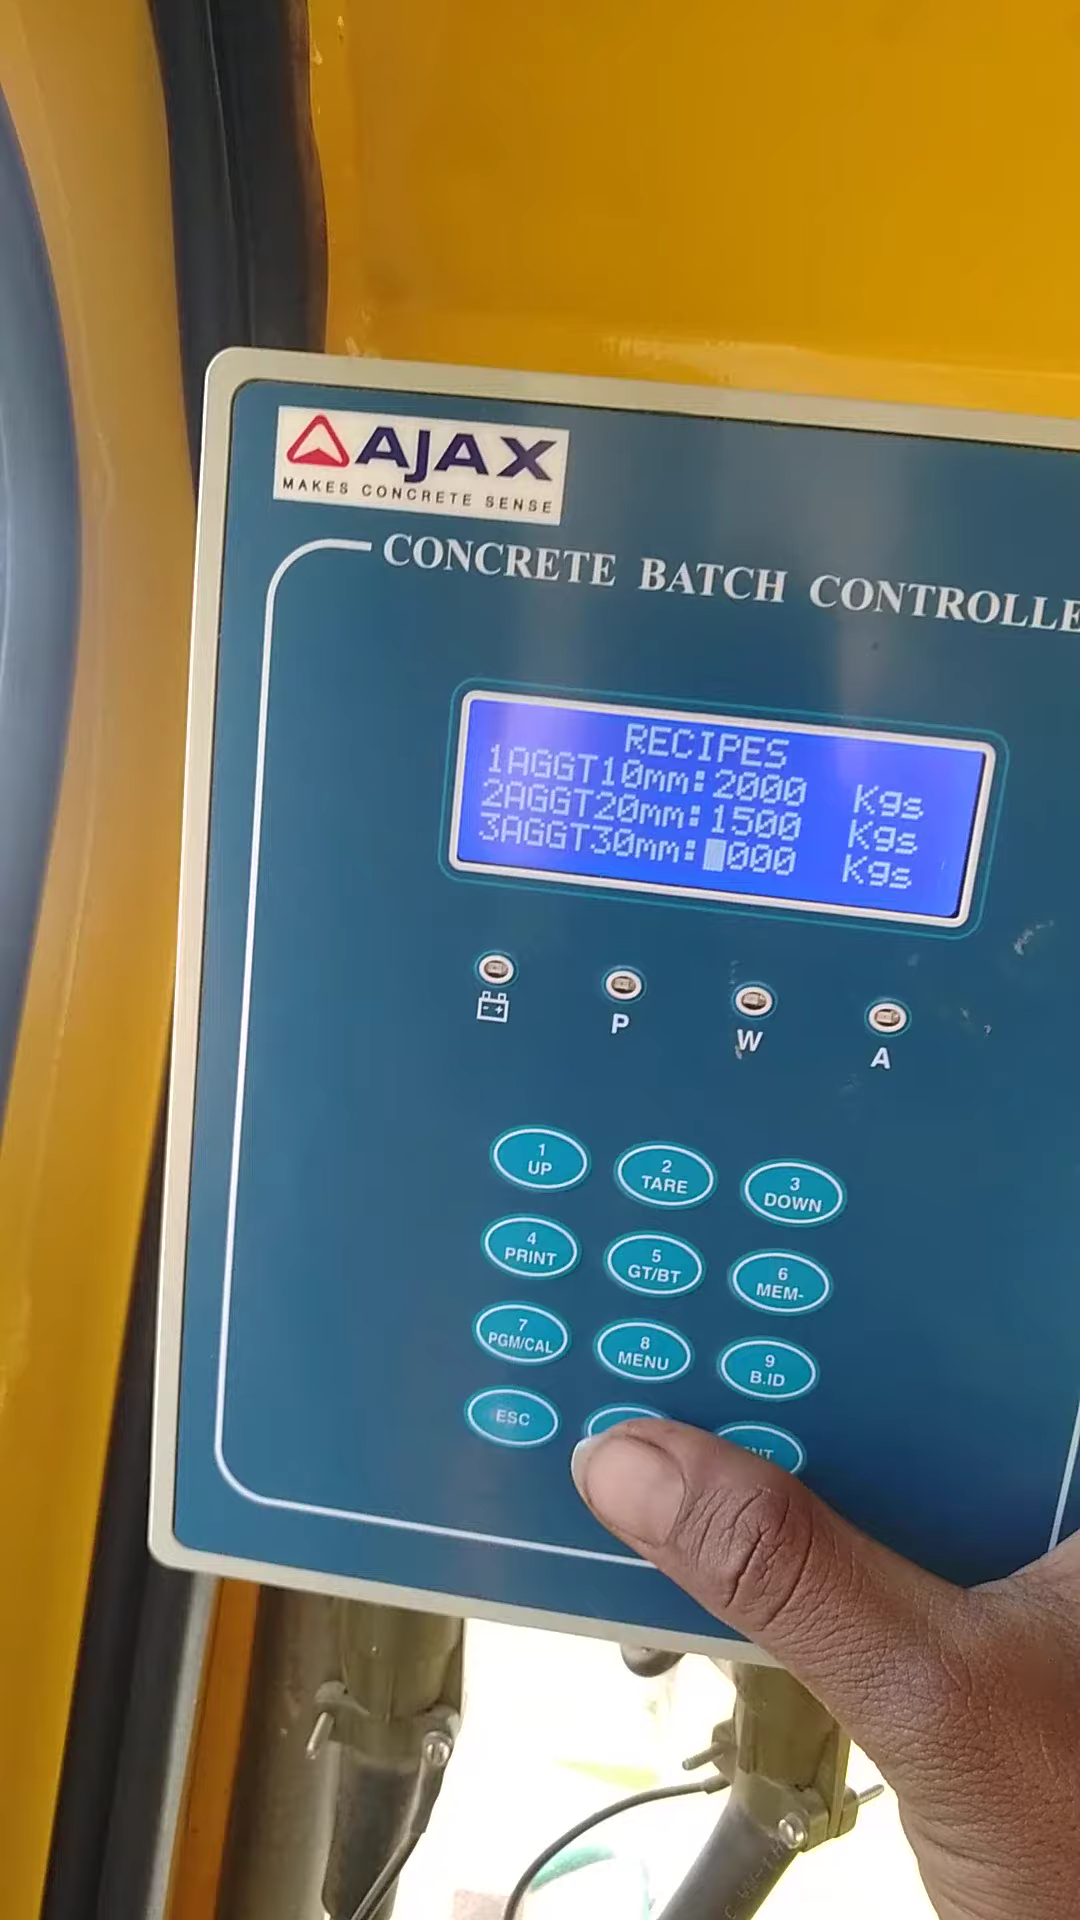 AJAX
MAKES CONCRETE SENSE
CONCRETE BATCH CONTROLLE
RECIPES
1AGGT10mm:2000 Kgs
2AGGT20mm:1500 Kgs
3AGGT30mm:█000 Kgs
P W A
1 UP
2 TARE
3 DOWN
4 PRINT
5 GT/BT
6 MEM-
7 PGM/CAL
8 MENU
9 B.ID
ESC
NT